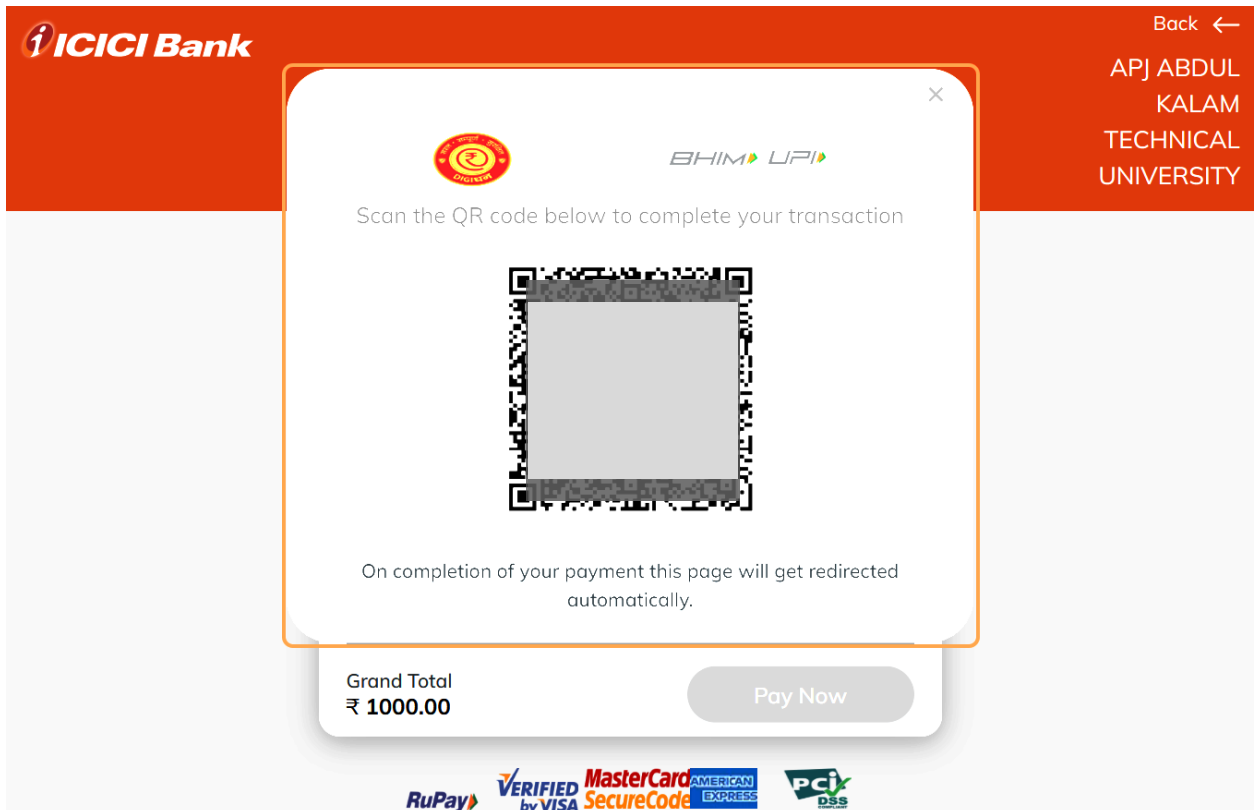 ICICI Bank
Back
APJ ABDUL
KALAM
TECHNICAL
UNIVERSITY
BHIM UPI
Scan the QR code below to complete your transaction
On completion of your payment this page will get redirected
automatically.
Grand Total
₹ 1000.00
Pay Now
RuPay
VERIFIED
by VISA
MasterCard
SecureCode
AMERICAN
EXPRESS
PCI
DSS